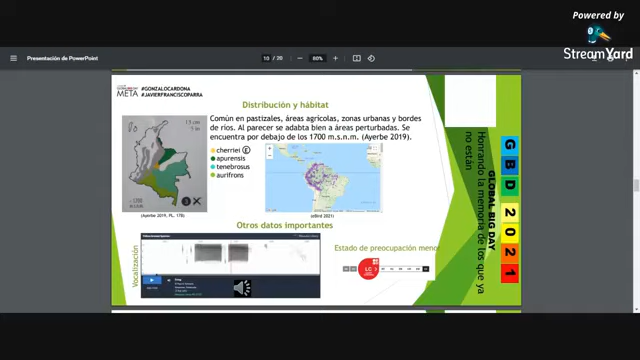 Powered by
StreamYard
Presentación de PowerPoint
10 / 20
80%
META
#GONZALOCARDONA
#JAVIERFRANCISCOPARRA
Distribución y hábitat
Común en pastizales, áreas agrícolas, zonas urbanas y bordes
de ríos. Al parecer se adabta bien a áreas perturbadas. Se
encuentra por debajo de los 1700 m.s.n.m. (Ayerbe 2019).
cherriei E
apurensis
tenebrosus
aurifrons
(Ayerbe 2019, PL. 178)
(eBird 2021)
Otros datos importantes
Vocalización
Estado de preocupación menor
LC
Honrando la memoria de los que ya
no están
GLOBAL BIG DAY
GBD 2021